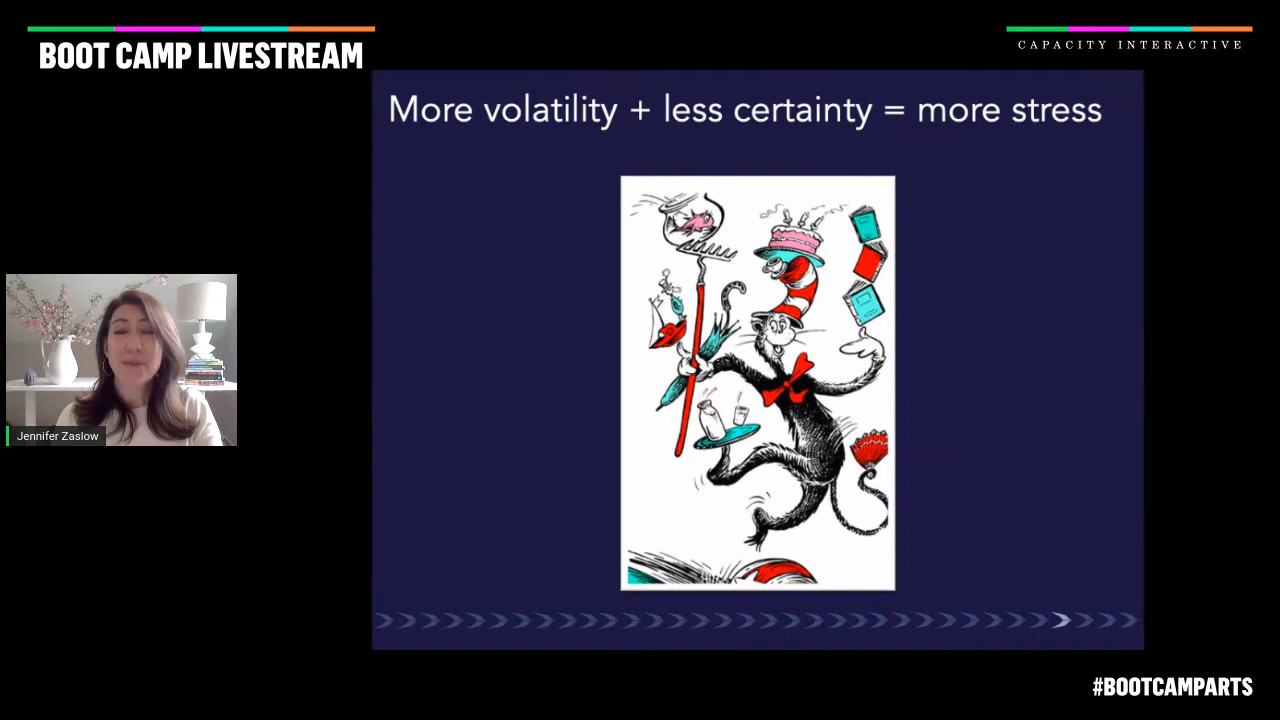 BOOT CAMP LIVESTREAM
CAPACITY INTERACTIVE
More volatility + less certainty = more stress
Jennifer Zaslow
#BOOTCAMPARTS